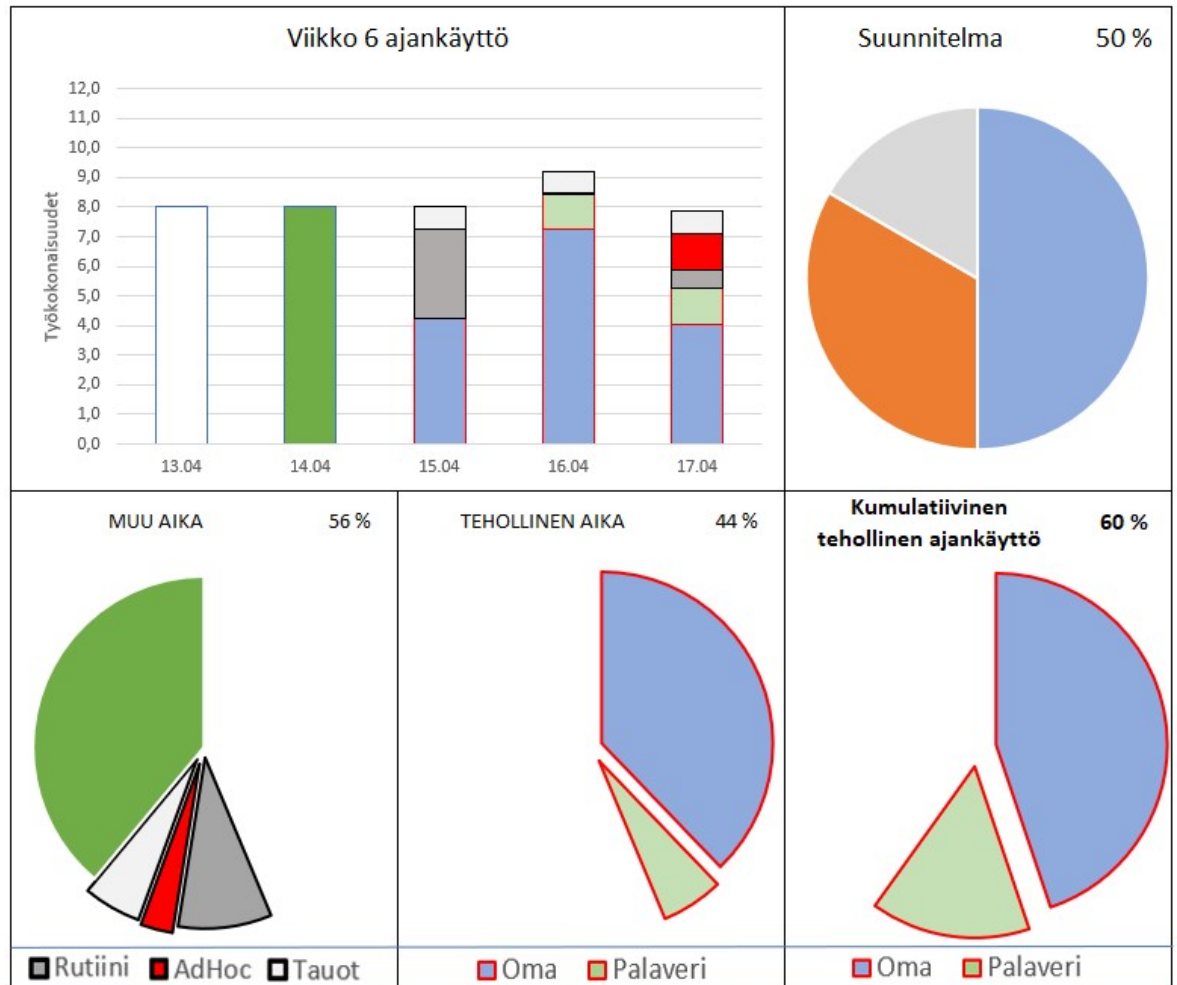 Viikko 6 ajankäyttö
Työkokonaisuudet
12,0
11,0
10,0
9,0
8,0
7,0
6,0
5,0
4,0
3,0
2,0
1,0
0,0
13.04 14.04 15.04 16.04 17.04
Suunnitelma 50 %
MUU AIKA 56 %
Rutiini AdHoc Tauot
TEHOLLINEN AIKA 44 %
Oma Palaveri
Kumulatiivinen
tehollinen ajankäyttö 60 %
Oma Palaveri